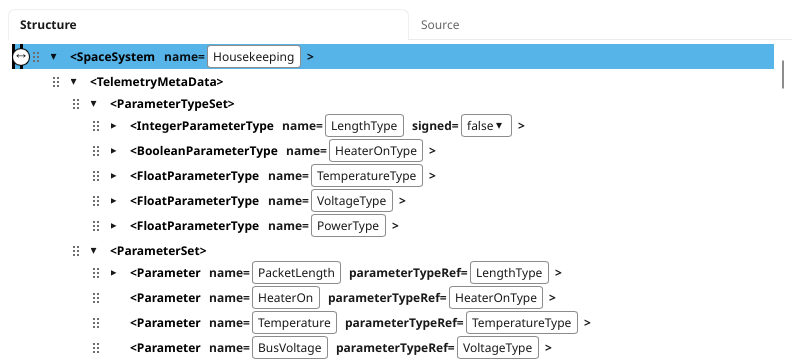 Structure Source
<SpaceSystem name= Housekeeping >
<TelemetryMetaData>
<ParameterTypeSet>
<IntegerParameterType name= LengthType signed= false >
<BooleanParameterType name= HeaterOnType >
<FloatParameterType name= TemperatureType >
<FloatParameterType name= VoltageType >
<FloatParameterType name= PowerType >
<ParameterSet>
<Parameter name= PacketLength parameterTypeRef= LengthType >
<Parameter name= HeaterOn parameterTypeRef= HeaterOnType >
<Parameter name= Temperature parameterTypeRef= TemperatureType >
<Parameter name= BusVoltage parameterTypeRef= VoltageType >